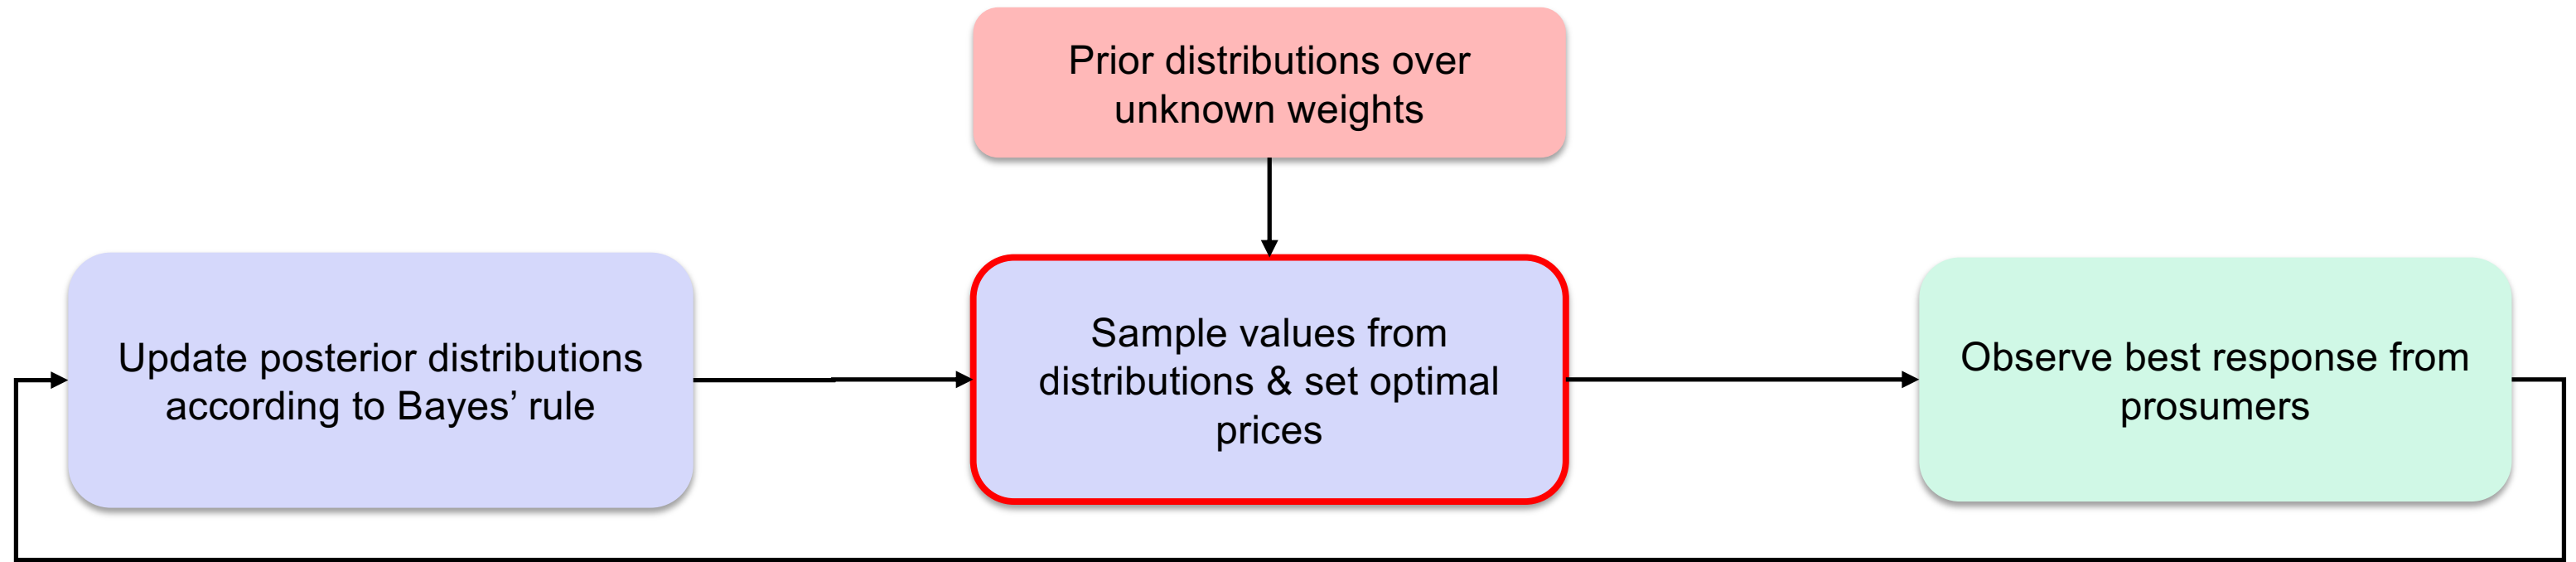 Prior distributions over
unknown weights
Update posterior distributions
according to Bayes’ rule
Sample values from
distributions & set optimal
prices
Observe best response from
prosumers